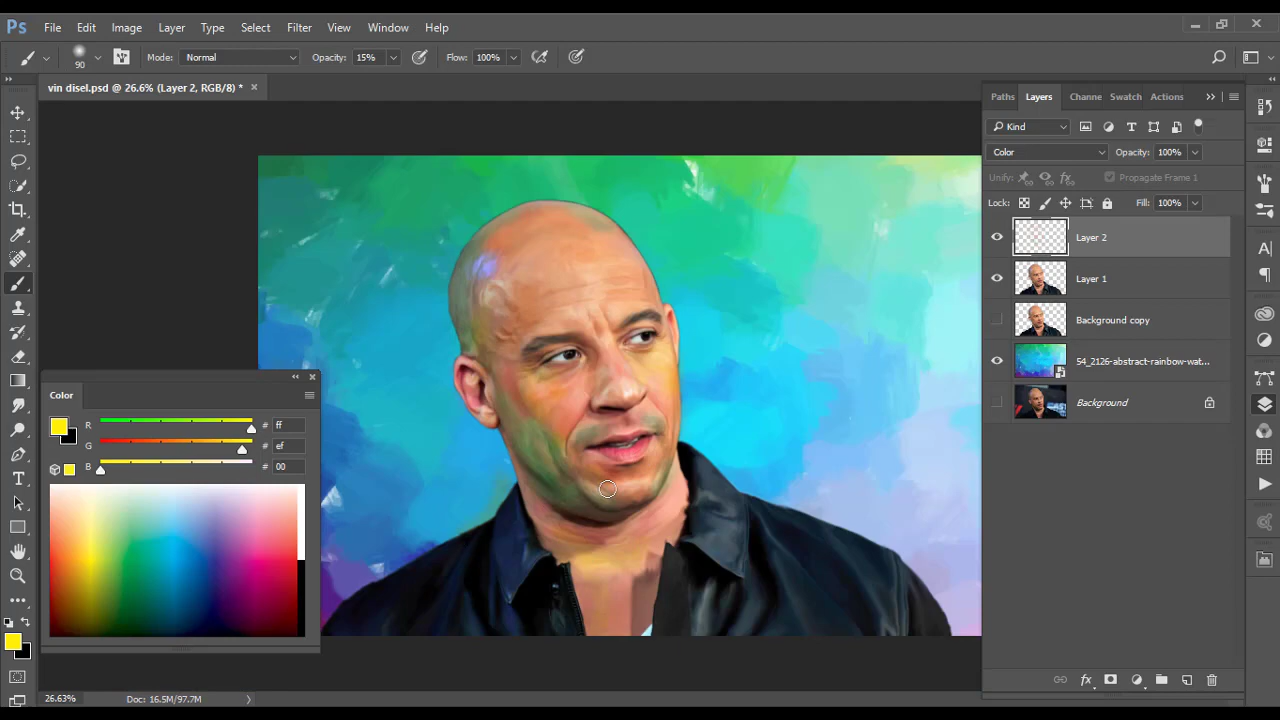 Ps File Edit Image Layer Type Select Filter View Window Help
90 Mode: Normal Opacity: 15% Flow: 100%
vin disel.psd @ 26.6% (Layer 2, RGB/8) *
Paths Layers Channe Swatch Actions
Kind
Color Opacity: 100%
Unify: Propagate Frame 1
Lock: Fill: 100%
Layer 2
Layer 1
Background copy
54_2126-abstract-rainbow-wat...
Background
Color
R # ff
G # ef
B # 00
26.63% Doc: 16.5M/97.7M